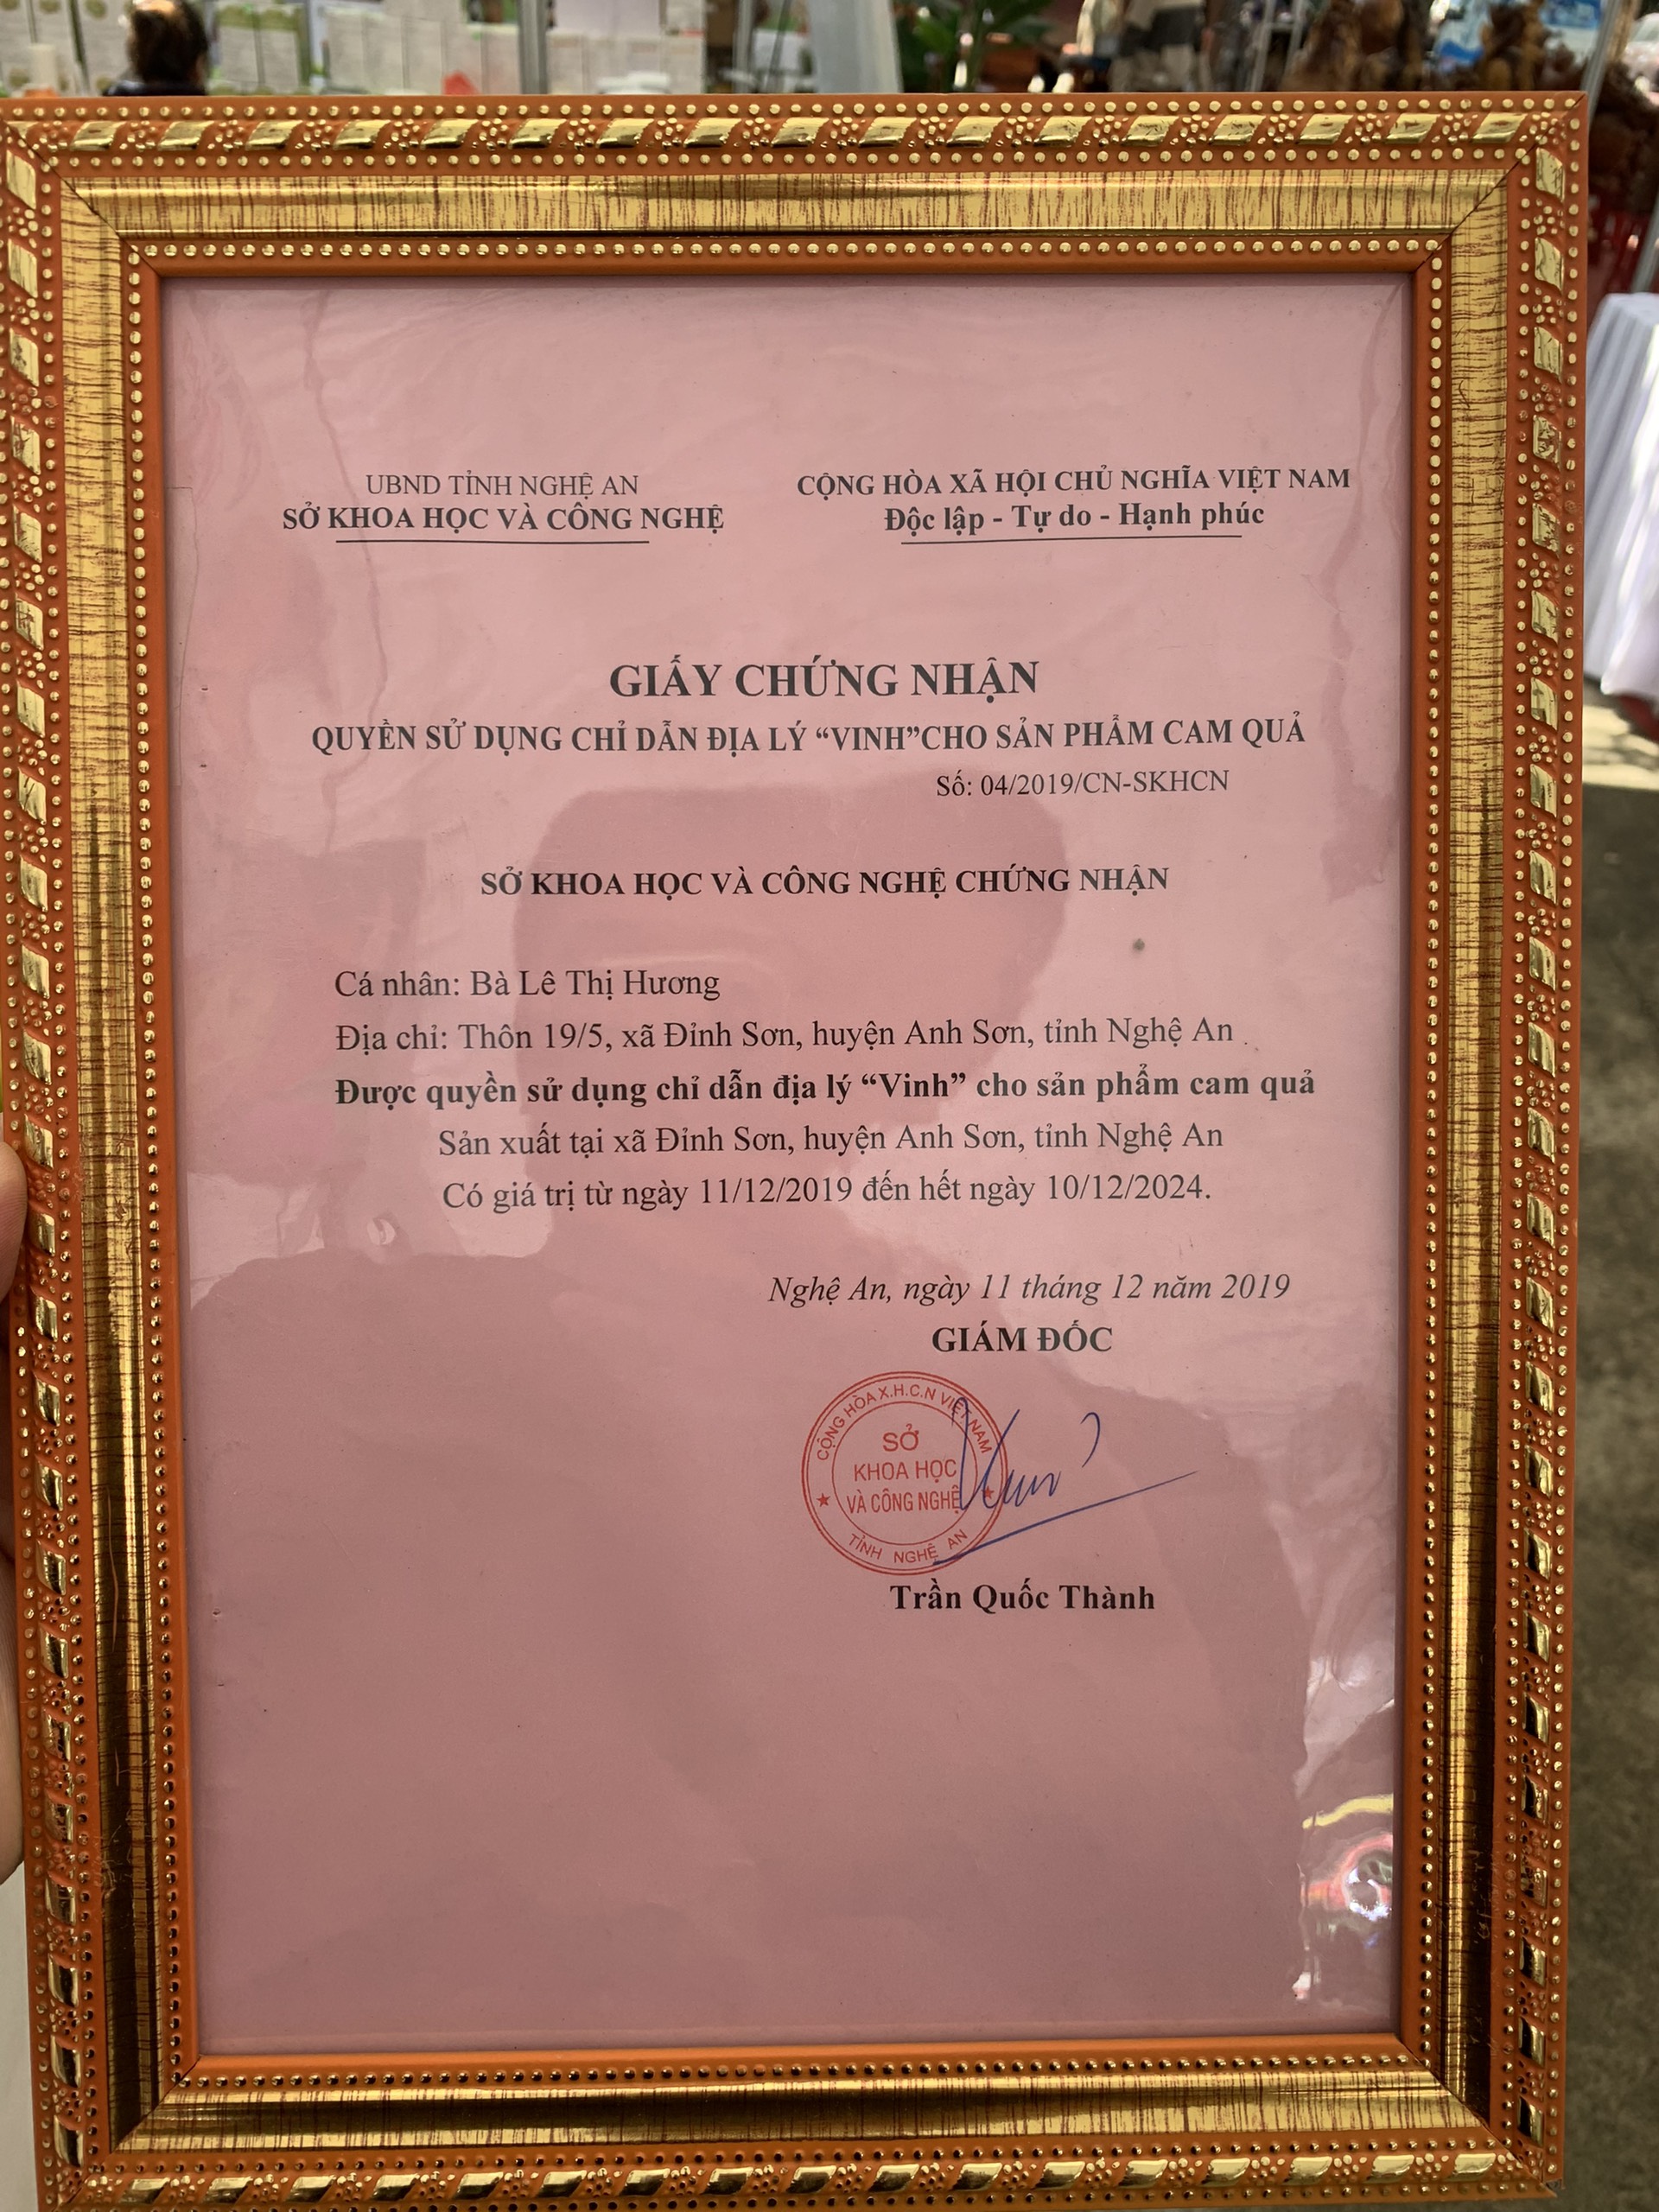 UBND TỈNH NGHỆ AN
SỞ KHOA HỌC VÀ CÔNG NGHỆ
CỘNG HÒA XÃ HỘI CHỦ NGHĨA VIỆT NAM
Độc lập - Tự do - Hạnh phúc
GIẤY CHỨNG NHẬN
QUYỀN SỬ DỤNG CHỈ DẪN ĐỊA LÝ “VINH”CHO SẢN PHẨM CAM QUẢ
Số: 04/2019/CN-SKHCN
SỞ KHOA HỌC VÀ CÔNG NGHỆ CHỨNG NHẬN
Cá nhân: Bà Lê Thị Hương
Địa chỉ: Thôn 19/5, xã Đỉnh Sơn, huyện Anh Sơn, tỉnh Nghệ An .
Được quyền sử dụng chỉ dẫn địa lý “Vinh” cho sản phẩm cam quả
Sản xuất tại xã Đỉnh Sơn, huyện Anh Sơn, tỉnh Nghệ An
Có giá trị từ ngày 11/12/2019 đến hết ngày 10/12/2024.
Nghệ An, ngày 11 tháng 12 năm 2019
GIÁM ĐỐC
CỘNG HÒA X.H.C.N VIỆT NAM
SỞ
KHOA HỌC
VÀ CÔNG NGHỆ
TỈNH NGHỆ AN
Trần Quốc Thành